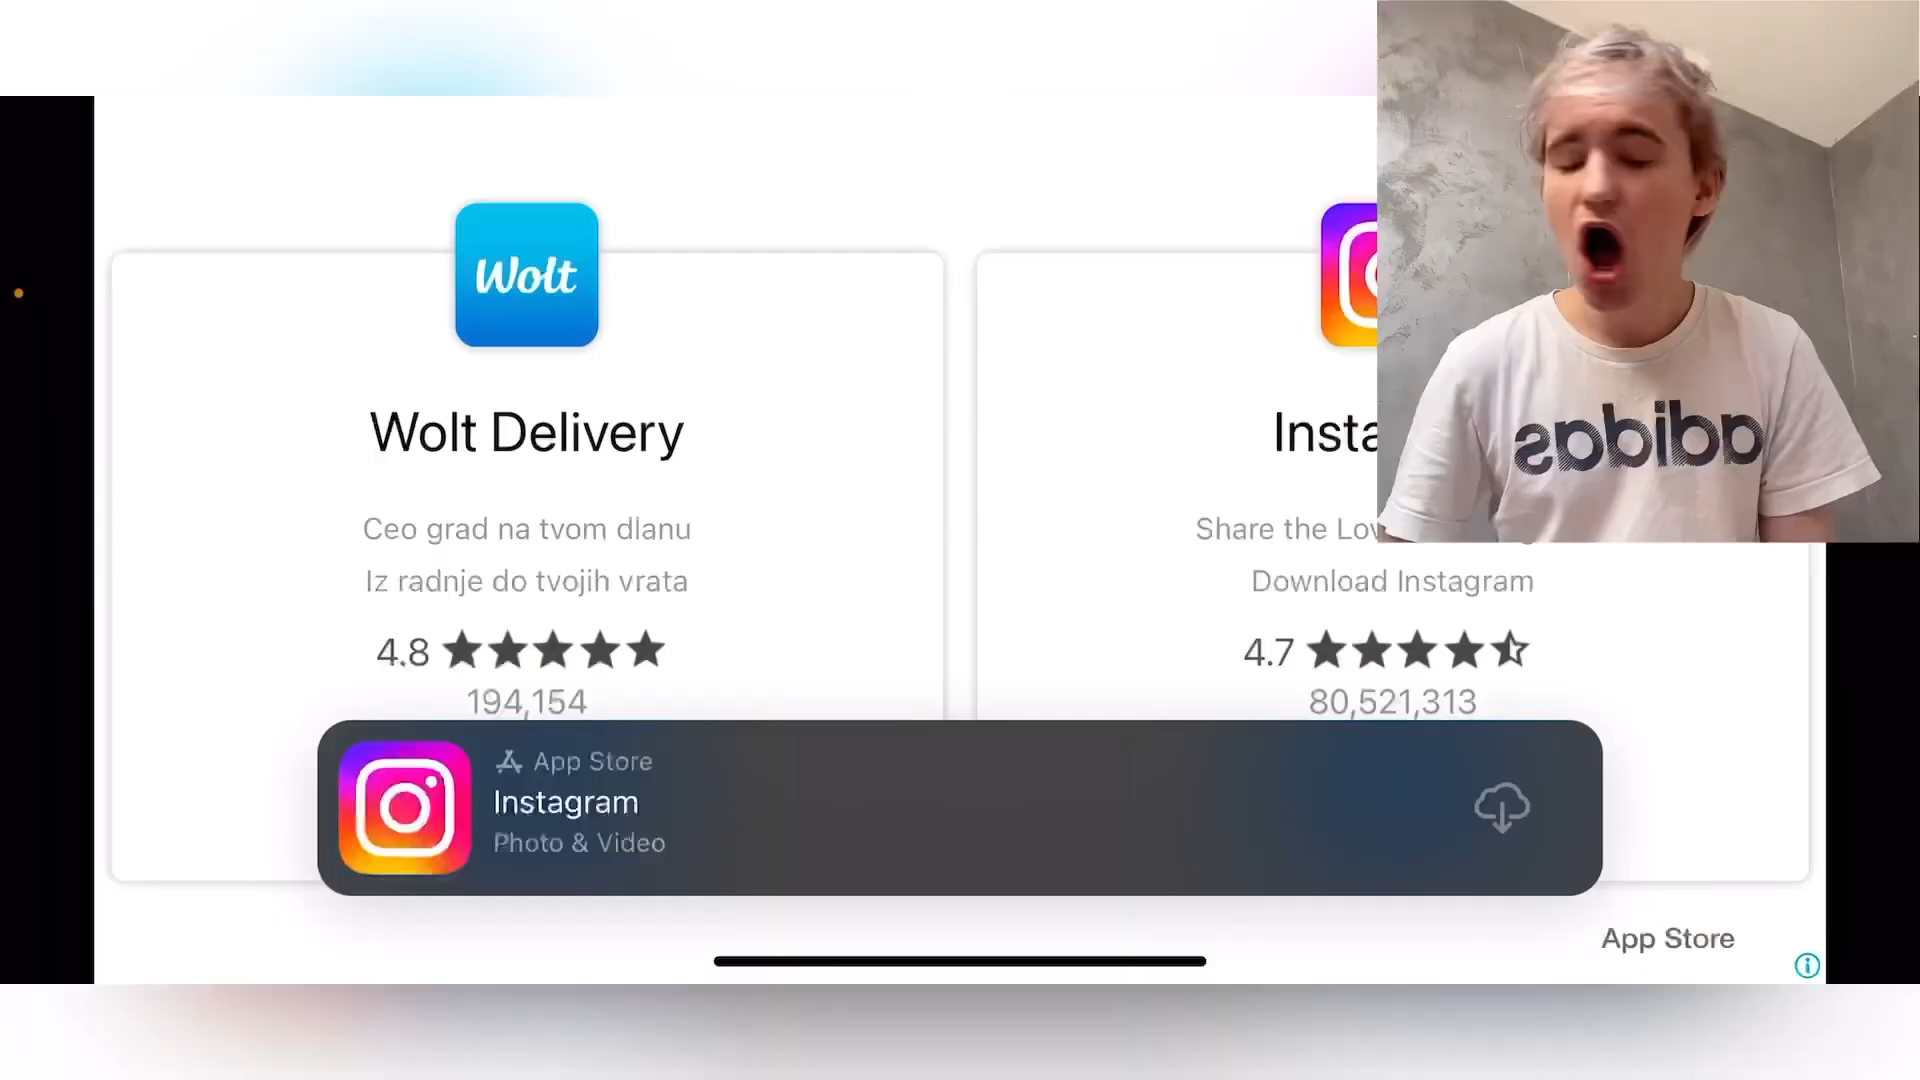 Wolt
Wolt Delivery
Ceo grad na tvom dlanu
Iz radnje do tvojih vrata
4.8
194,154
Insta
Share the Lov
Download Instagram
4.7
80,521,313
adidas
App Store
Instagram
Photo & Video
App Store